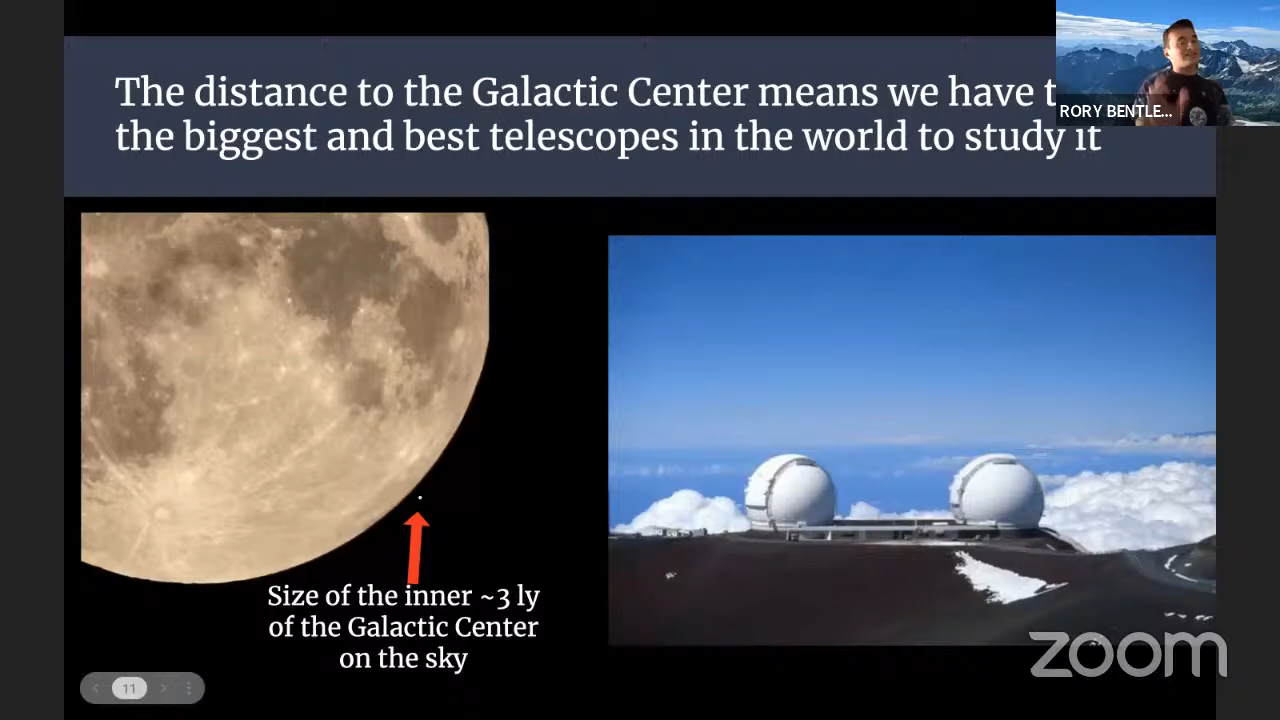 The distance to the Galactic Center means we have t
the biggest and best telescopes in the world to study it
RORY BENTLE...
Size of the inner ~3 ly
of the Galactic Center
on the sky
11
zoom